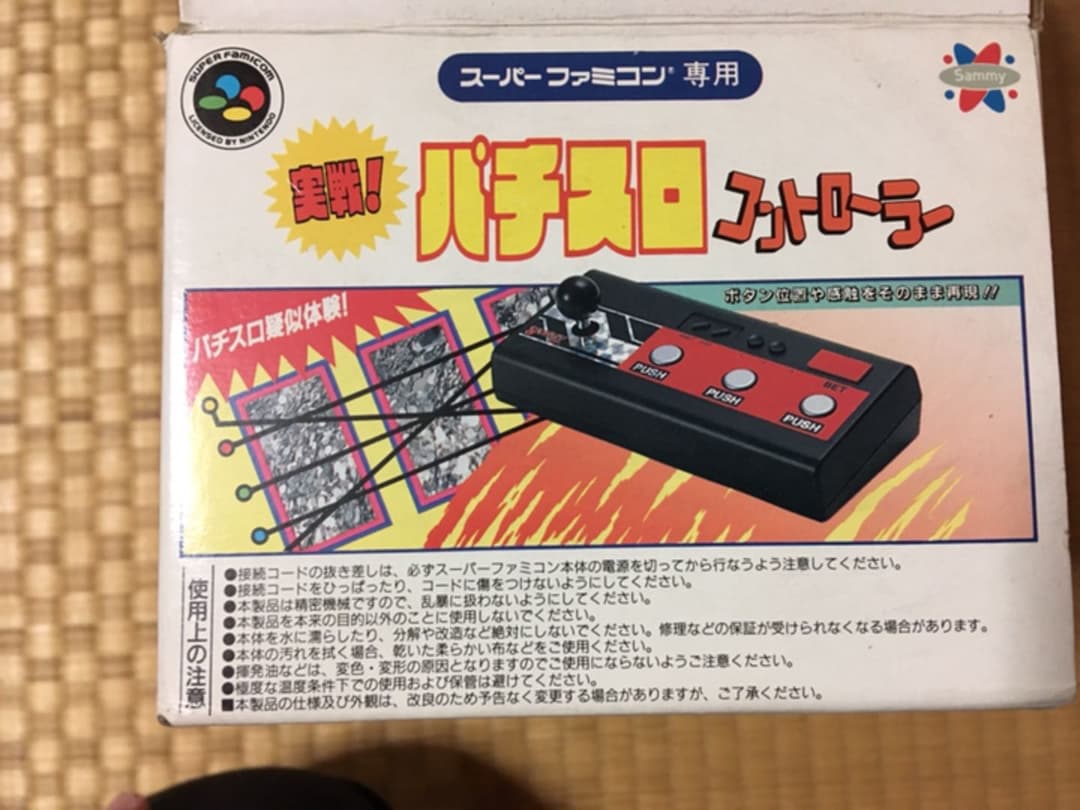 SUPER FAMICOM
LICENSED BY NINTENDO
スーパーファミコン® 専用
Sammy
実戦!
パチスロ
コントローラー
パチスロ疑似体験!
ボタン位置や感触をそのまま再現!!
PUSH
PUSH
PUSH
BET
使用上の注意
●接続コードの抜き差しは、必ずスーパーファミコン本体の電源を切ってから行なうよう注意してください。
●接続コードをひっぱったり、コードに傷をつけないようにしてください。
●本製品は精密機械ですので、乱暴に扱わないようにしてください。
●本製品を本来の目的以外のことに使用しないでください。
●本体を水に濡らしたり、分解や改造など絶対にしないでください。修理などの保証が受けられなくなる場合があります。
●本体の汚れを拭く場合、乾いた柔らかい布などをご使用ください。
●揮発油などは、変色・変形の原因となりますのでご使用にならないようご注意ください。
●極度な温度条件下での使用および保管は避けてください。
■本製品の仕様及び外観は、改良のため予告なく変更する場合がありますが、ご了承ください。